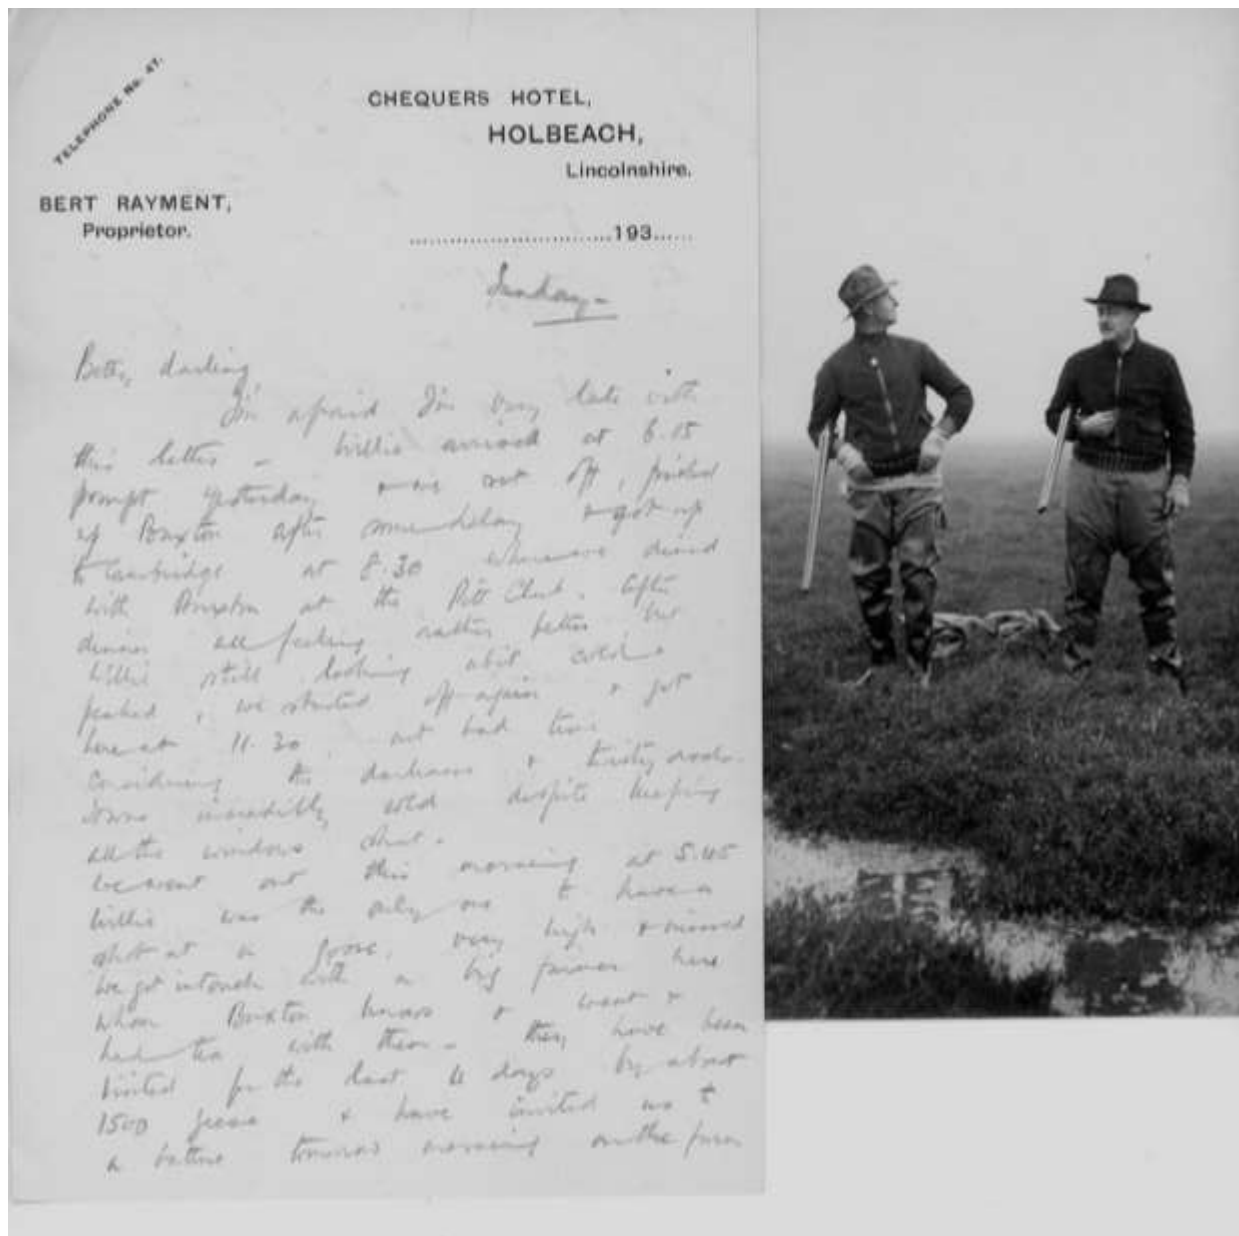 TELEPHONE No. 47.
CHEQUERS HOTEL,
HOLBEACH,
Lincolnshire.
BERT RAYMENT,
Proprietor.
193
Sunday -
darling,
I'm afraid I'm very late with
this letter - Willie arrived at 6.15
prompt yesterday & we set off, picked
up Buxton after some delay & got up
to Cambridge at 8.30 where we dined
with Buxton at the Pitt Club. After
dinner all feeling rather better but
Willie still looking a bit cold &
peaked, we started off again & got
here at 11.30 not bad time
considering the darkness & twisty roads.
incredibly cold despite keeping
all the windows shut.
We went out this morning at 5.45
Willie was the only one to have a
shot at a goose, very high & missed
We got in touch with a big farmer here
whom Buxton knows & went &
had tea with them - they have been
visited for the last 4 days by about
1500 geese & have invited us to
a battue tomorrow morning on the farm